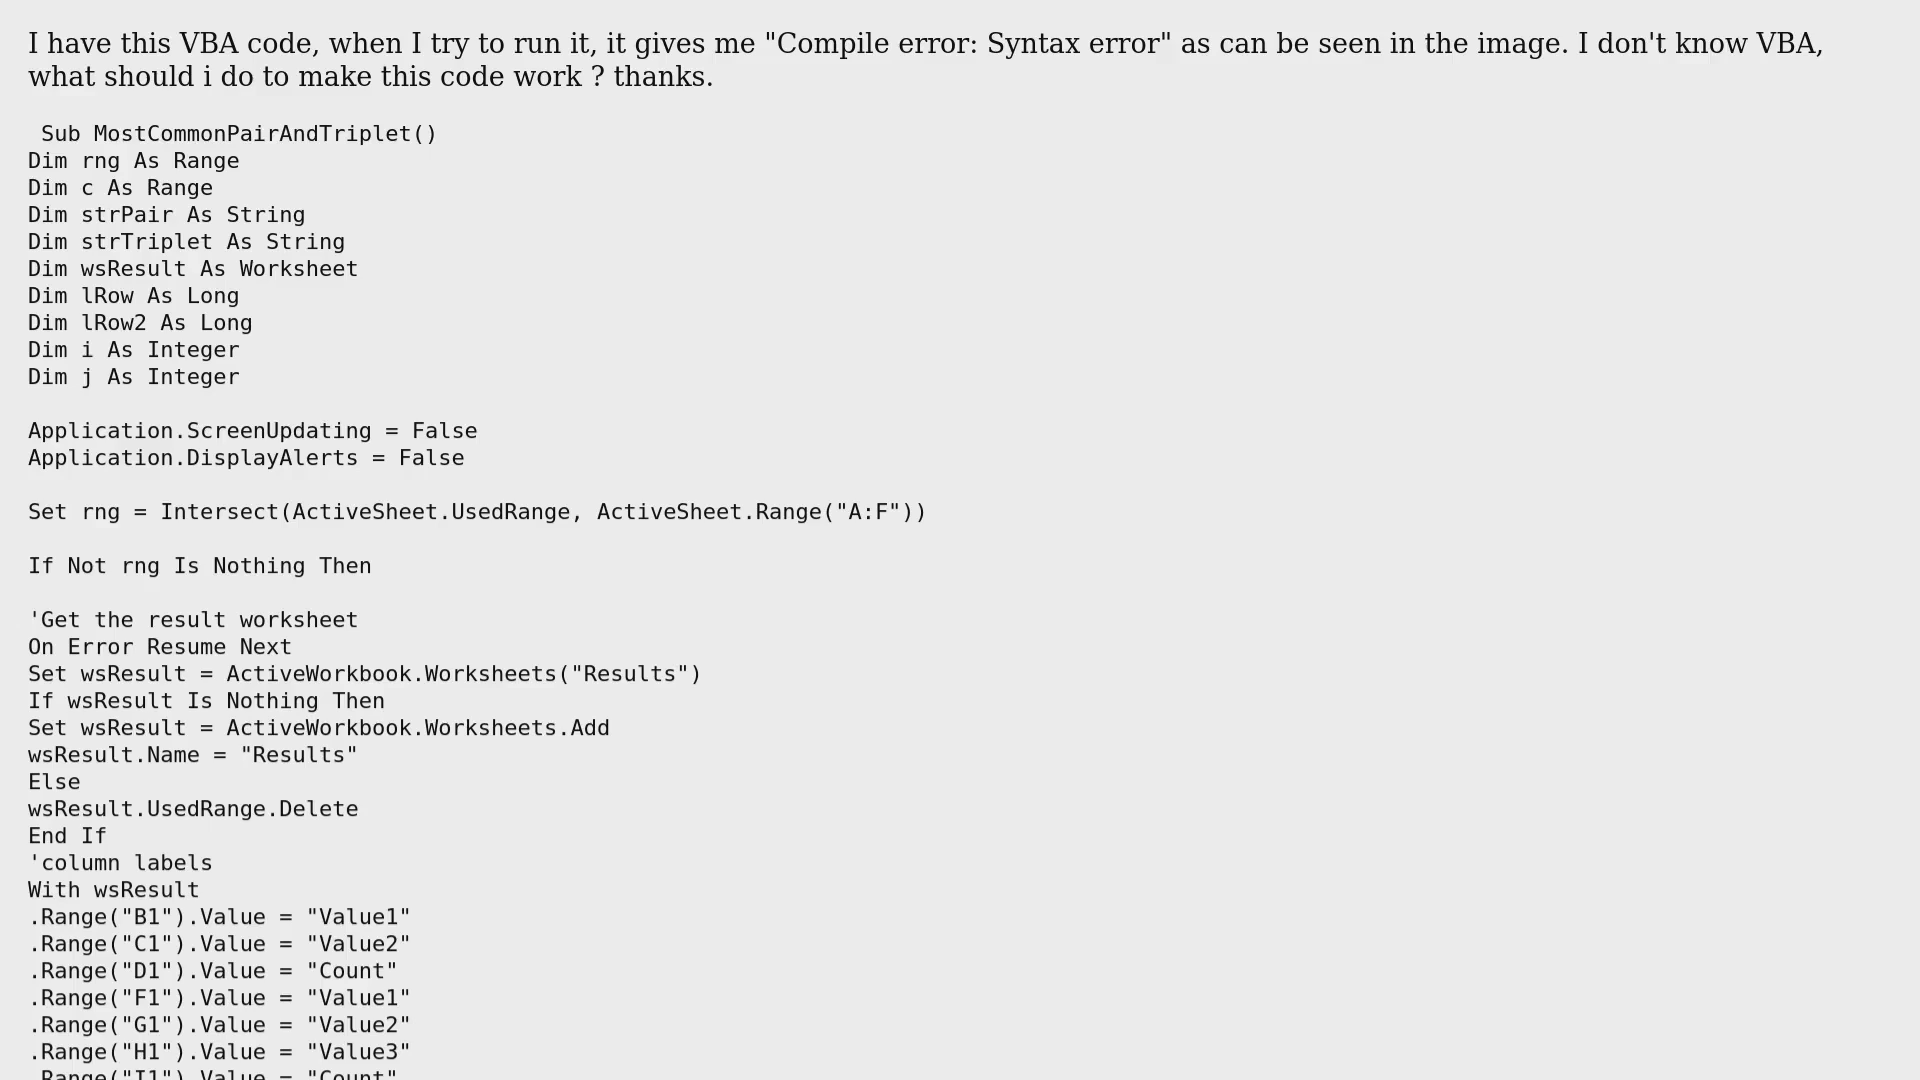 I have this VBA code, when I try to run it, it gives me "Compile error: Syntax error" as can be seen in the image. I don't know VBA,
what should i do to make this code work ? thanks.
Sub MostCommonPairAndTriplet()
Dim rng As Range
Dim c As Range
Dim strPair As String
Dim strTriplet As String
Dim wsResult As Worksheet
Dim lRow As Long
Dim lRow2 As Long
Dim i As Integer
Dim j As Integer
Application.ScreenUpdating = False
Application.DisplayAlerts = False
Set rng = Intersect(ActiveSheet.UsedRange, ActiveSheet.Range("A:F"))
If Not rng Is Nothing Then
'Get the result worksheet
On Error Resume Next
Set wsResult = ActiveWorkbook.Worksheets("Results")
If wsResult Is Nothing Then
Set wsResult = ActiveWorkbook.Worksheets.Add
wsResult.Name = "Results"
Else
wsResult.UsedRange.Delete
End If
'column labels
With wsResult
.Range("B1").Value = "Value1"
.Range("C1").Value = "Value2"
.Range("D1").Value = "Count"
.Range("F1").Value = "Value1"
.Range("G1").Value = "Value2"
.Range("H1").Value = "Value3"
.Range("I1").Value = "Count"